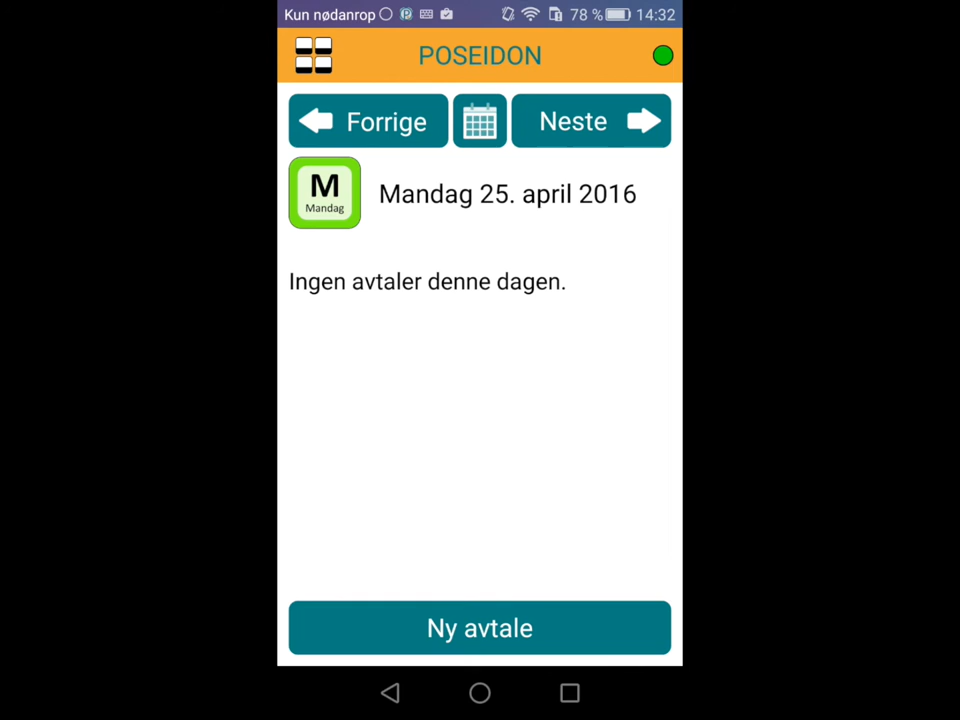 Kun nødanrop 78 % 14:32
POSEIDON
Forrige Neste
M
Mandag
Mandag 25. april 2016
Ingen avtaler denne dagen.
Ny avtale